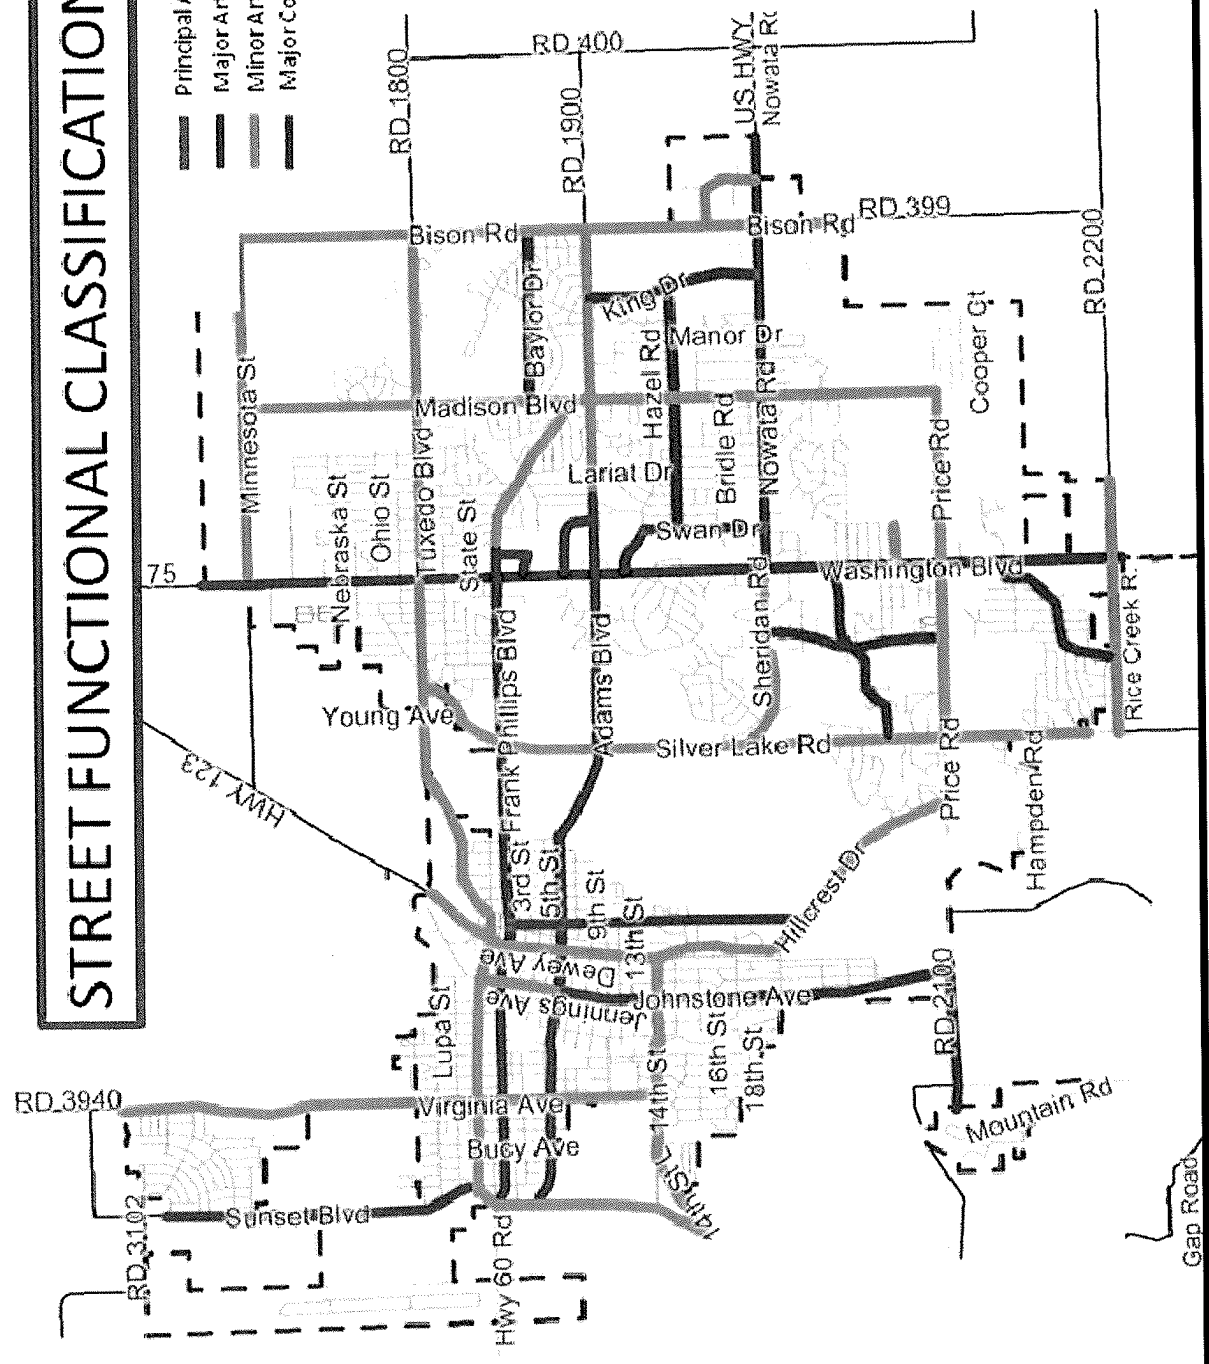 STREET FUNCTIONAL CLASSIFICATION
Principal A
Major Ar
Minor Ar
Major Co
RD 400
RD 1800
RD 1900
US HWY
Nowata Rd
RD 399
Bison Rd
Bison Rd
RD 2200
King Dr
Baylor Dr
Manor Dr
Hazel Rd
Cooper Ct
Minnesota St
Madison Blvd
Bridle Rd
Nowata Rd
Price Rd
Tuxedo Blvd
Lariat Dr
Nebraska St
Ohio St
State St
Swan Dr
75
Washington Blvd
Sheridan Rd
Rice Creek R.
Frank Phillips Blvd
Adams Blvd
Young Ave
Silver Lake Rd
Price Rd
Hampden Rd
HWY 123
3rd St
5th St
9th St
13th St
Hillcrest Dr
Dewey Ave
Jennings Ave
Johnstone Ave
RD 2100
Lupa St
14th St
16th St
18th St
RD 3940
Virginia Ave
Mountain Rd
Bucy Ave
14th St L
Sunset Blvd
RD 3102
Hwy 60 Rd
Gap Road